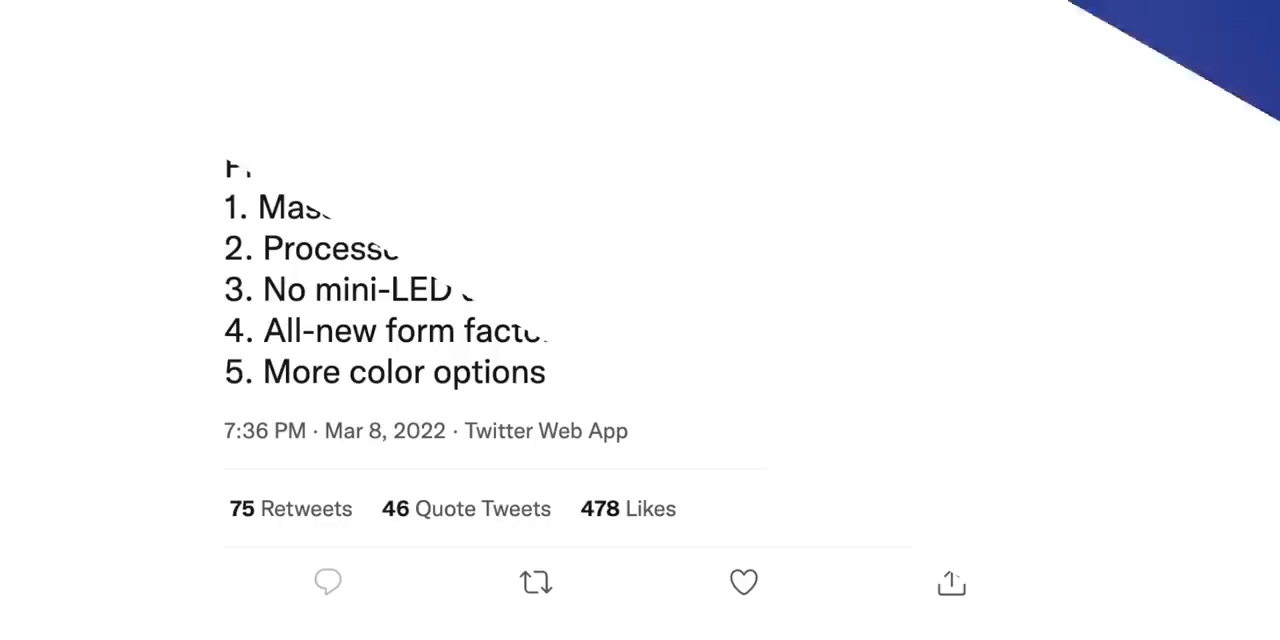 1.
2.
3. No mini-LED
4. All-new form
5. More color options
7:36 PM · Mar 8, 2022 · Twitter Web App
75 Retweets 46 Quote Tweets 478 Likes